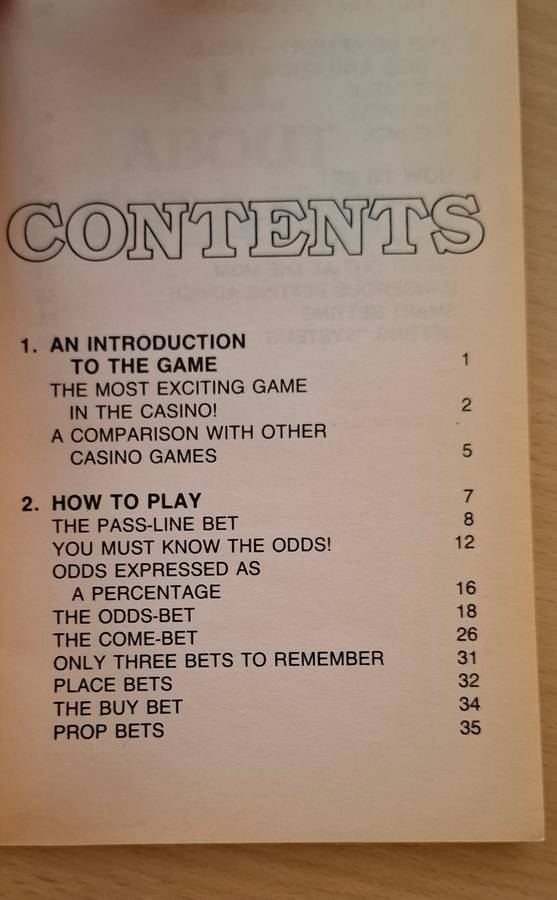 CONTENTS
1. AN INTRODUCTION
TO THE GAME 1
THE MOST EXCITING GAME
IN THE CASINO! 2
A COMPARISON WITH OTHER
CASINO GAMES 5
2. HOW TO PLAY 7
THE PASS-LINE BET 8
YOU MUST KNOW THE ODDS! 12
ODDS EXPRESSED AS
A PERCENTAGE 16
THE ODDS-BET 18
THE COME-BET 26
ONLY THREE BETS TO REMEMBER 31
PLACE BETS 32
THE BUY BET 34
PROP BETS 35